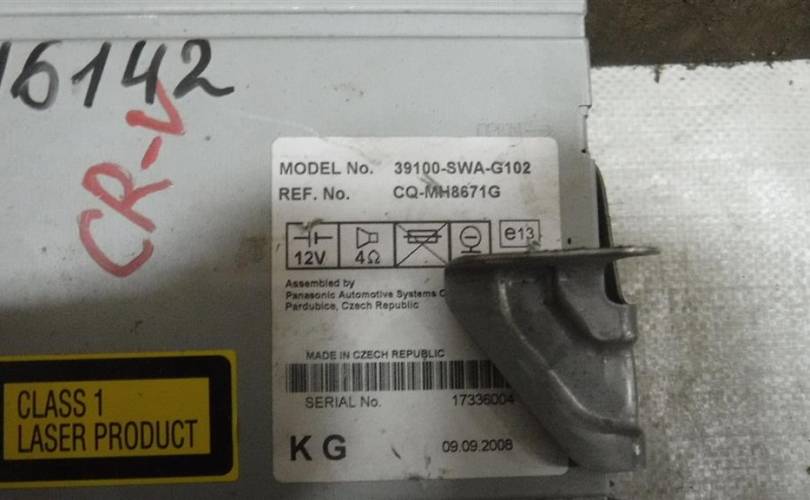 16142
CR-V
MODEL No. 39100-SWA-G102
REF. No. CQ-MH8671G
12V 4Ω e13
Assembled by
Panasonic Automotive Systems
Pardubice, Czech Republic
MADE IN CZECH REPUBLIC
SERIAL No. 17336004
KG 09.09.2008
CLASS 1
LASER PRODUCT